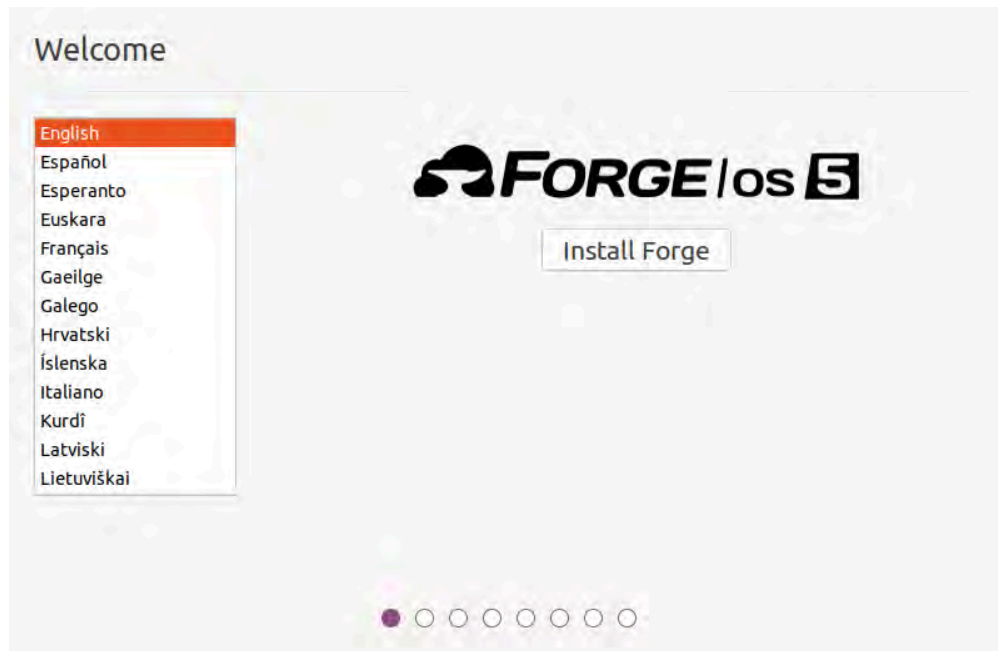 Welcome
English
Español
Esperanto
Euskara
Français
Gaeilge
Galego
Hrvatski
Íslenska
Italiano
Kurdî
Latviski
Lietuviškai
FORGE/os 5
Install Forge